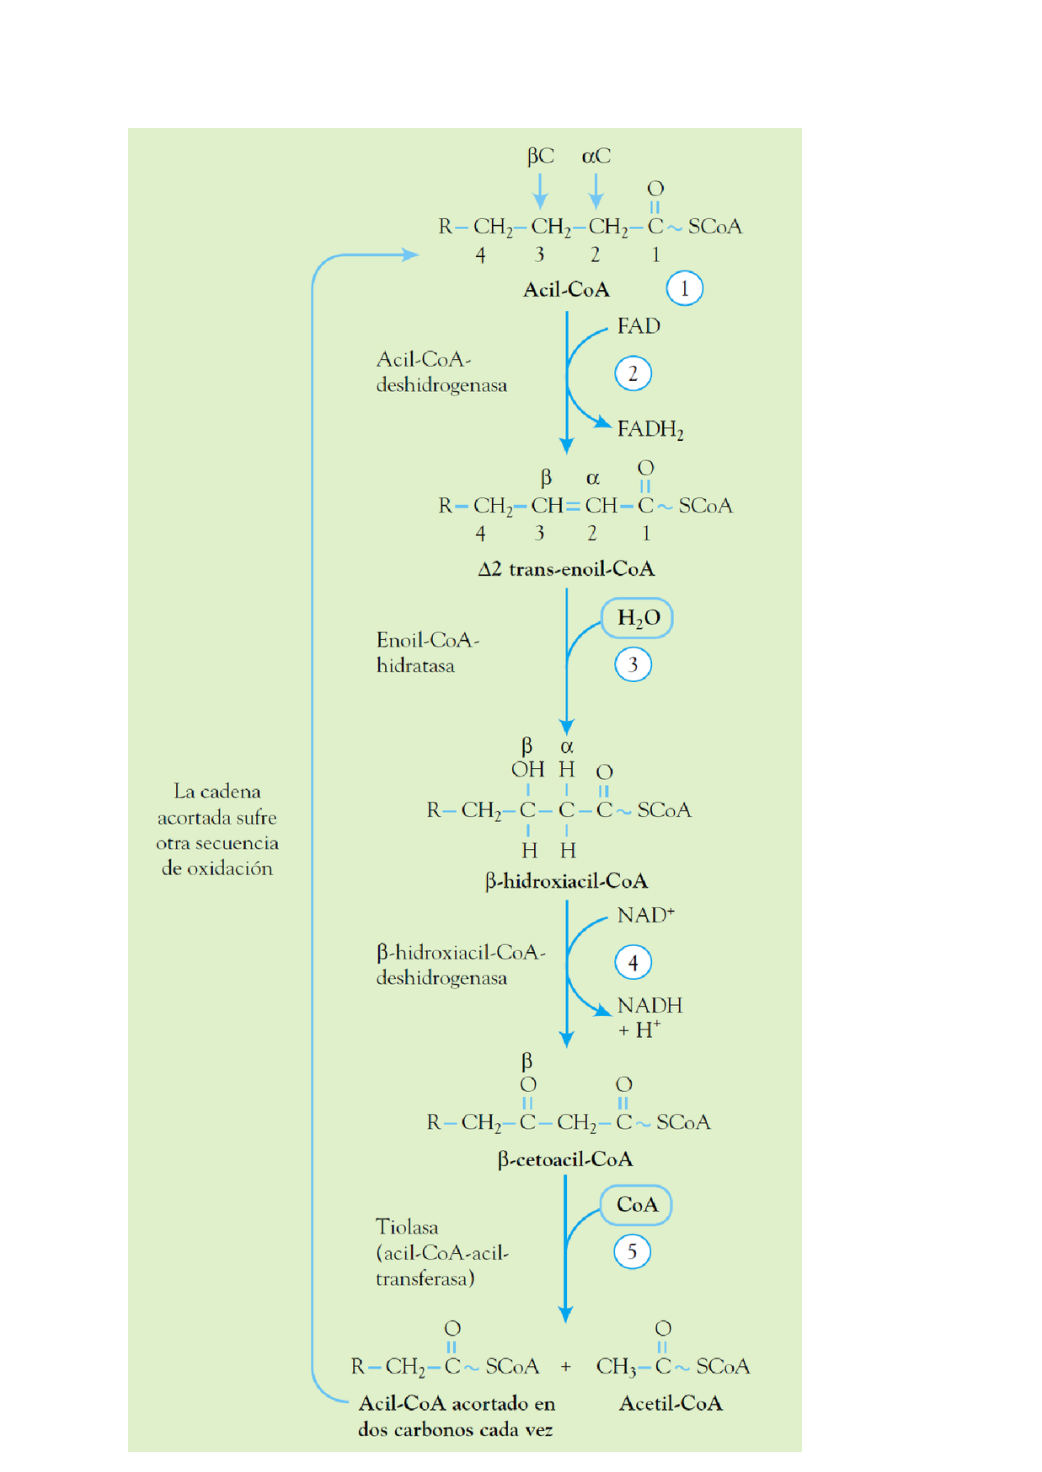 βC αC
O
R–CH₂–CH₂–CH₂–C~SCoA
4 3 2 1
Acil-CoA 1
FAD
Acil-CoA-
deshidrogenasa
2
FADH₂
β α O
R–CH₂–CH=CH–C~SCoA
4 3 2 1
Δ2 trans-enoil-CoA
H₂O
Enoil-CoA-
hidratasa
3
β α
OH H O
R–CH₂–C–C–C~SCoA
H H
β-hidroxiacil-CoA
La cadena
acortada sufre
otra secuencia
de oxidación
NAD⁺
β-hidroxiacil-CoA-
deshidrogenasa
4
NADH
+ H⁺
β
O O
R–CH₂–C–CH₂–C~SCoA
β-cetoacil-CoA
CoA
Tiolasa
(acil-CoA-acil-
transferasa)
5
O O
R–CH₂–C~SCoA + CH₃–C~SCoA
Acil-CoA acortado en
dos carbonos cada vez
Acetil-CoA